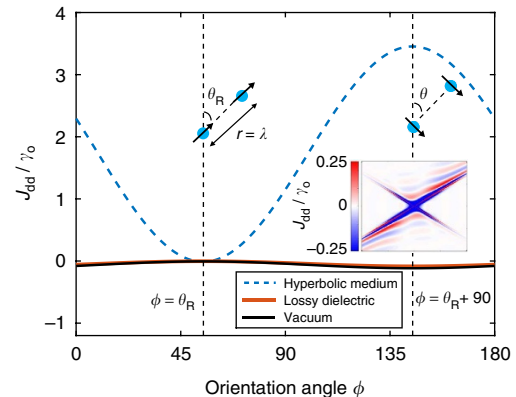 4
3
2
1
0
−1
J_dd / γ_o
θ_R
r = λ
θ
0.25
0
−0.25
J_dd / γ_o
ϕ = θ_R
ϕ = θ_R + 90
Hyperbolic medium
Lossy dielectric
Vacuum
0 45 90 135 180
Orientation angle ϕ